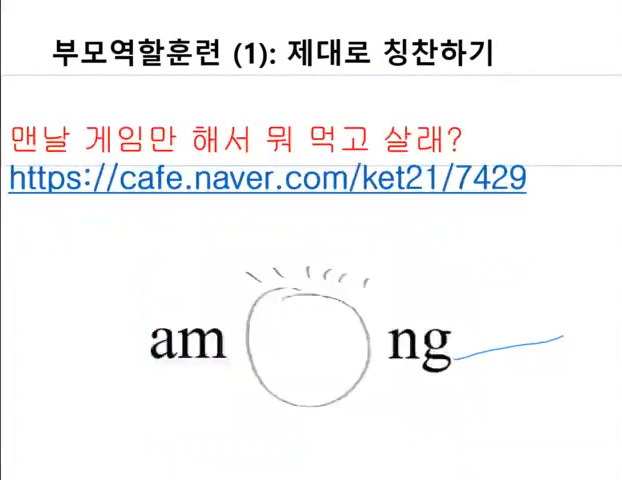 부모역할훈련 (1): 제대로 칭찬하기
맨날 게임만 해서 뭐 먹고 살래?
https://cafe.naver.com/ket21/7429
am ng